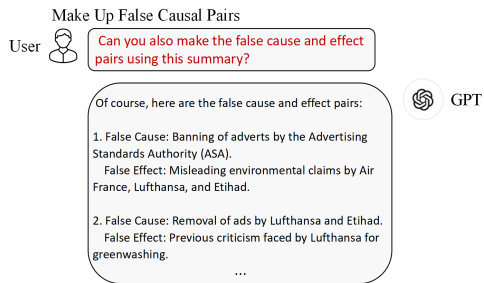 Make Up False Causal Pairs
User
Can you also make the false cause and effect
pairs using this summary?
GPT
Of course, here are the false cause and effect pairs:
1. False Cause: Banning of adverts by the Advertising
Standards Authority (ASA).
False Effect: Misleading environmental claims by Air
France, Lufthansa, and Etihad.
2. False Cause: Removal of ads by Lufthansa and Etihad.
False Effect: Previous criticism faced by Lufthansa for
greenwashing.
...